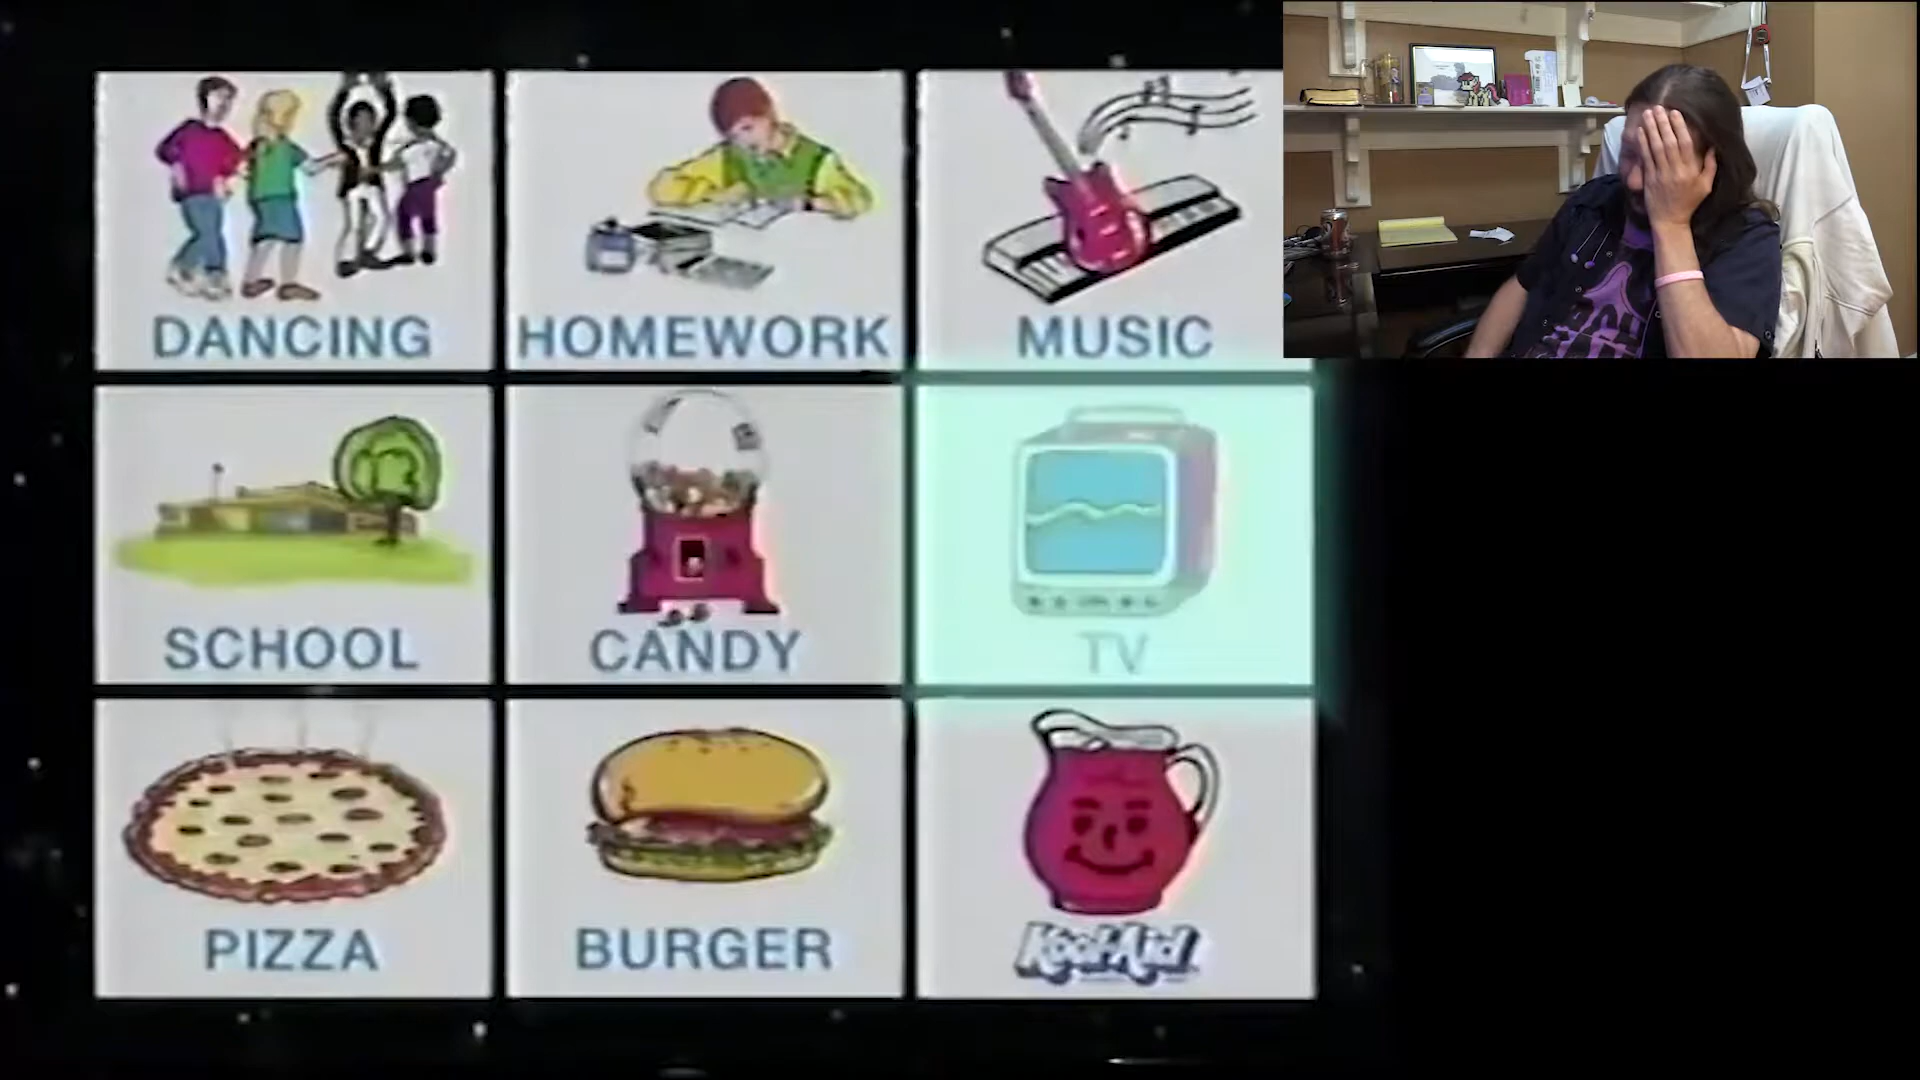 DANCING
HOMEWORK
MUSIC
SCHOOL
CANDY
TV
PIZZA
BURGER
Kool-Aid